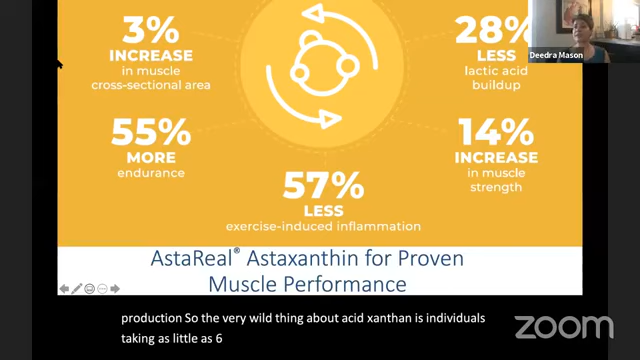 3%
INCREASE
in muscle
cross-sectional area
28%
LESS
lactic acid
buildup
Deedra Mason
55%
MORE
endurance
14%
INCREASE
in muscle
strength
57%
LESS
exercise-induced inflammation
AstaReal® Astaxanthin for Proven
Muscle Performance
production So the very wild thing about acid xanthan is individuals
taking as little as 6
zoom